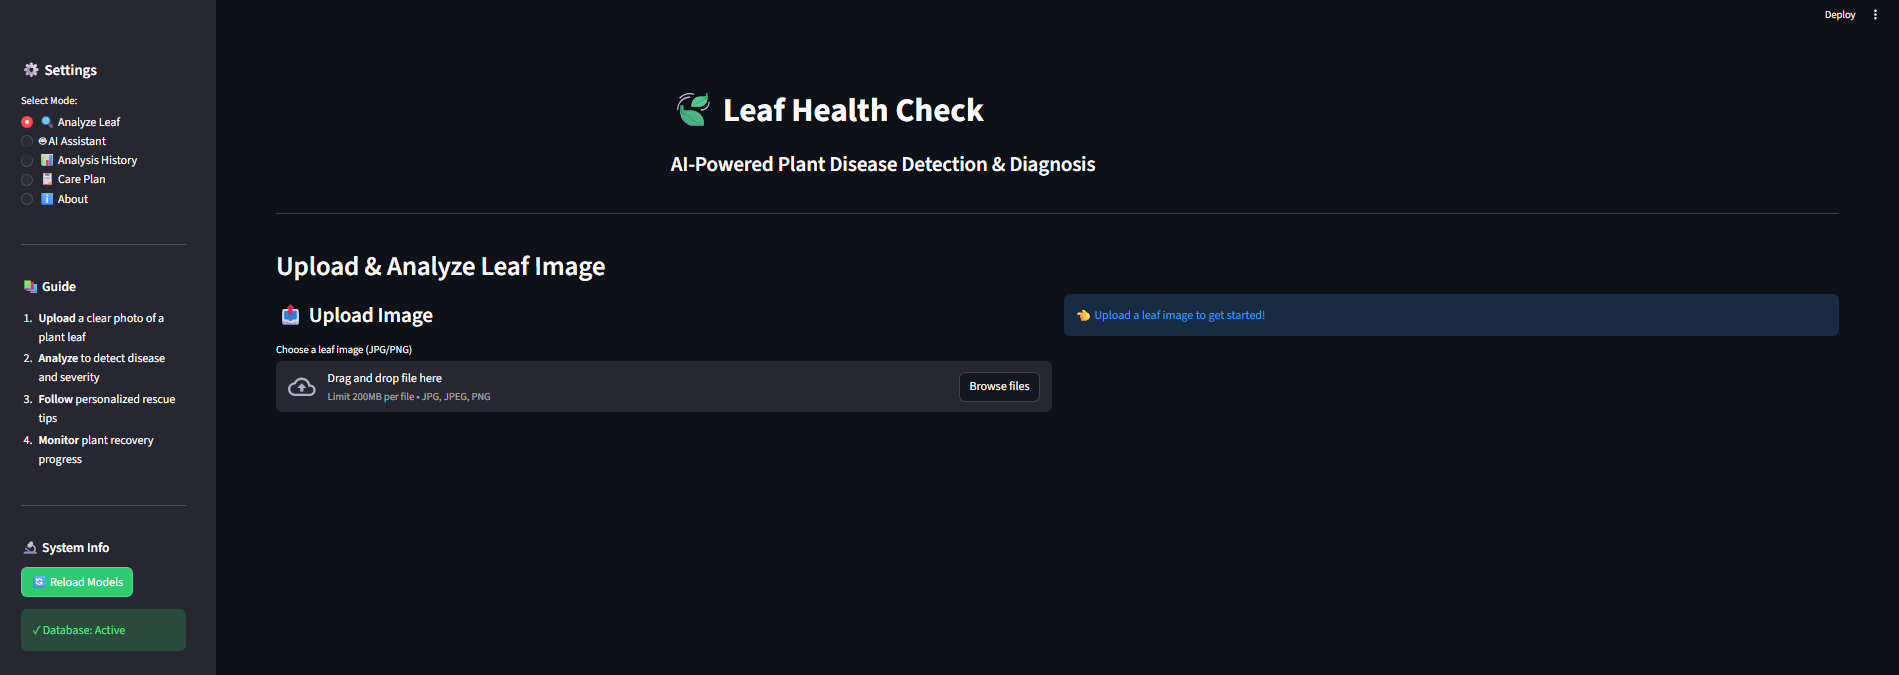 Deploy
Settings
Select Mode:
Analyze Leaf
AI Assistant
Analysis History
Care Plan
About
Guide
1. Upload a clear photo of a
plant leaf
2. Analyze to detect disease
and severity
3. Follow personalized rescue
tips
4. Monitor plant recovery
progress
System Info
Reload Models
✓ Database: Active
Leaf Health Check
AI-Powered Plant Disease Detection & Diagnosis
Upload & Analyze Leaf Image
Upload Image
Choose a leaf image (JPG/PNG)
Drag and drop file here
Limit 200MB per file • JPG, JPEG, PNG
Browse files
Upload a leaf image to get started!